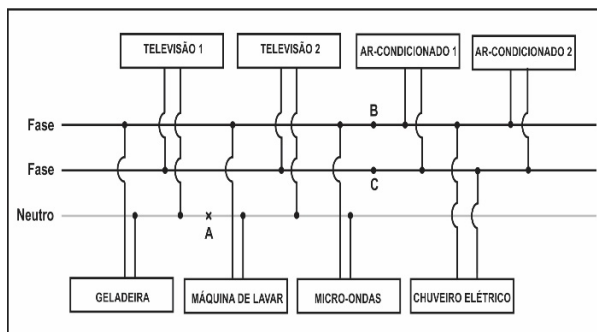 TELEVISÃO 1
TELEVISÃO 2
AR-CONDICIONADO 1
AR-CONDICIONADO 2
B
Fase
Fase
C
Neutro
A
GELADEIRA
MÁQUINA DE LAVAR
MICRO-ONDAS
CHUVEIRO ELÉTRICO